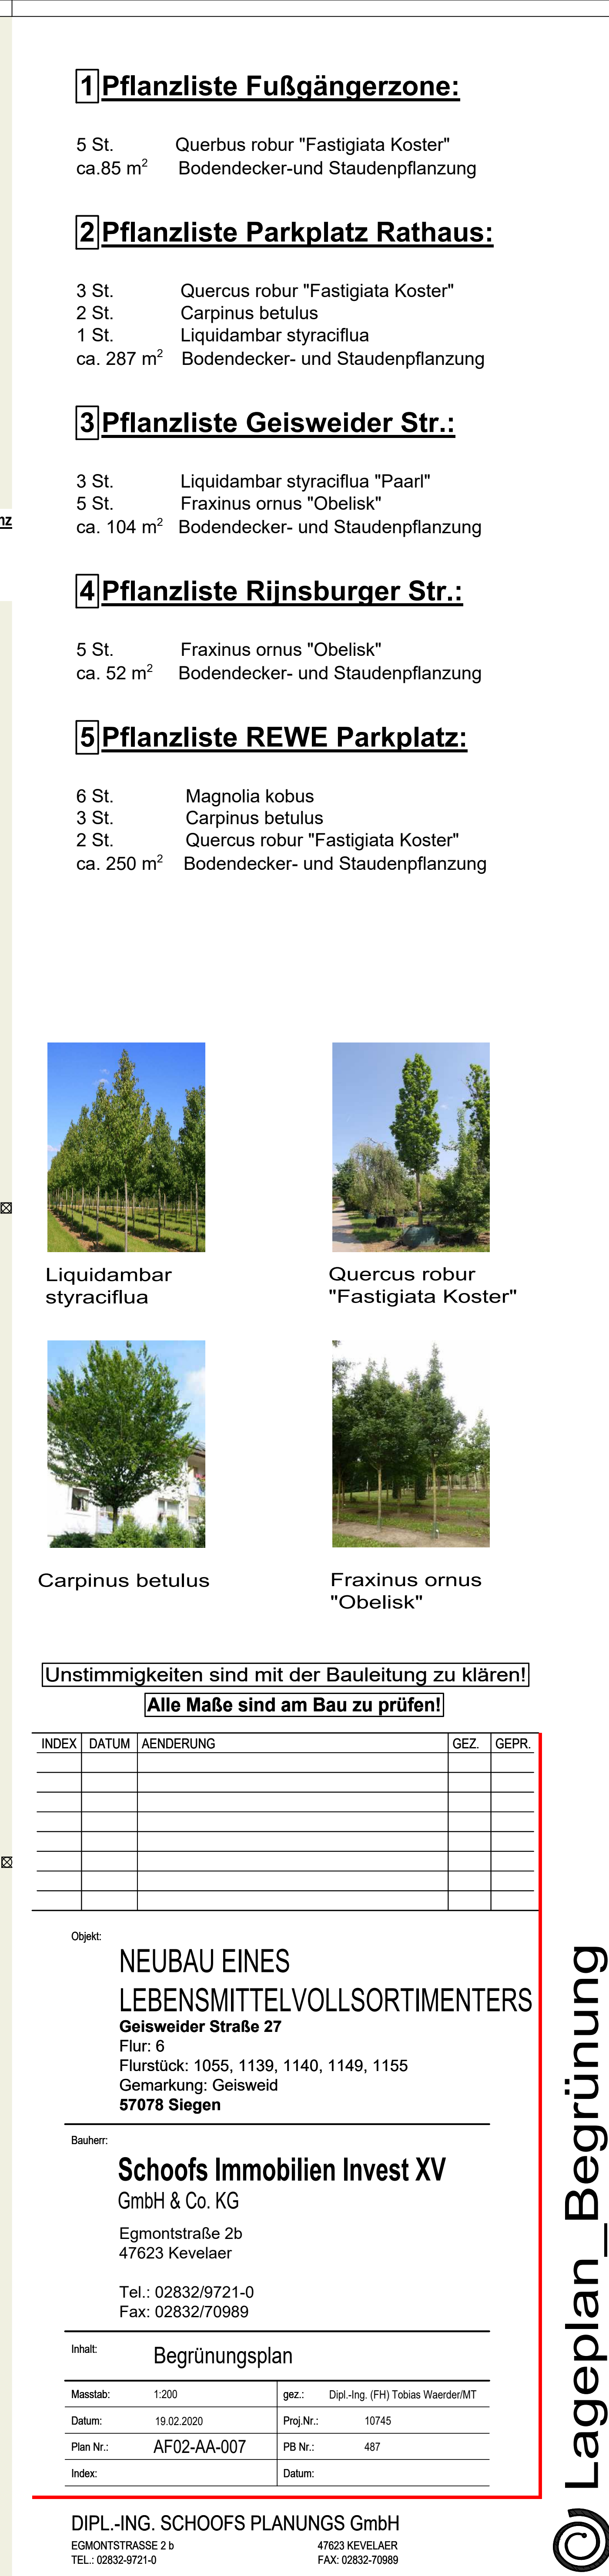 1 Pflanzliste Fußgängerzone:
5 St. Querbus robur "Fastigiata Koster"
ca.85 m² Bodendecker-und Staudenpflanzung
2 Pflanzliste Parkplatz Rathaus:
3 St. Quercus robur "Fastigiata Koster"
2 St. Carpinus betulus
1 St. Liquidambar styraciflua
ca. 287 m² Bodendecker- und Staudenpflanzung
3 Pflanzliste Geisweider Str.:
3 St. Liquidambar styraciflua "Paarl"
5 St. Fraxinus ornus "Obelisk"
ca. 104 m² Bodendecker- und Staudenpflanzung
nz
4 Pflanzliste Rijnsburger Str.:
5 St. Fraxinus ornus "Obelisk"
ca. 52 m² Bodendecker- und Staudenpflanzung
5 Pflanzliste REWE Parkplatz:
6 St. Magnolia kobus
3 St. Carpinus betulus
2 St. Quercus robur "Fastigiata Koster"
ca. 250 m² Bodendecker- und Staudenpflanzung
Liquidambar
styraciflua
Quercus robur
"Fastigiata Koster"
Carpinus betulus
Fraxinus ornus
"Obelisk"
Unstimmigkeiten sind mit der Bauleitung zu klären!
Alle Maße sind am Bau zu prüfen!
INDEX DATUM AENDERUNG GEZ. GEPR.
Objekt:
NEUBAU EINES
LEBENSMITTELVOLLSORTIMENTERS
Geisweider Straße 27
Flur: 6
Flurstück: 1055, 1139, 1140, 1149, 1155
Gemarkung: Geisweid
57078 Siegen
Bauherr:
Schoofs Immobilien Invest XV
GmbH & Co. KG
Egmontstraße 2b
47623 Kevelaer
Tel.: 02832/9721-0
Fax: 02832/70989
Inhalt: Begrünungsplan
Masstab: 1:200 gez.: Dipl.-Ing. (FH) Tobias Waerder/MT
Datum: 19.02.2020 Proj.Nr.: 10745
Plan Nr.: AF02-AA-007 PB Nr.: 487
Index: Datum:
DIPL.-ING. SCHOOFS PLANUNGS GmbH
EGMONTSTRASSE 2 b 47623 KEVELAER
TEL.: 02832-9721-0 FAX: 02832-70989
Lageplan_Begrünung